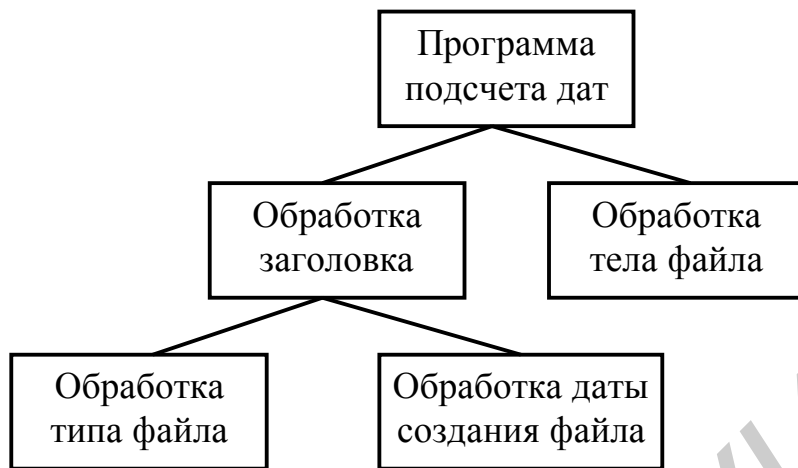 Программа
подсчета дат
Обработка
заголовка
Обработка
тела файла
Обработка
типа файла
Обработка даты
создания файла